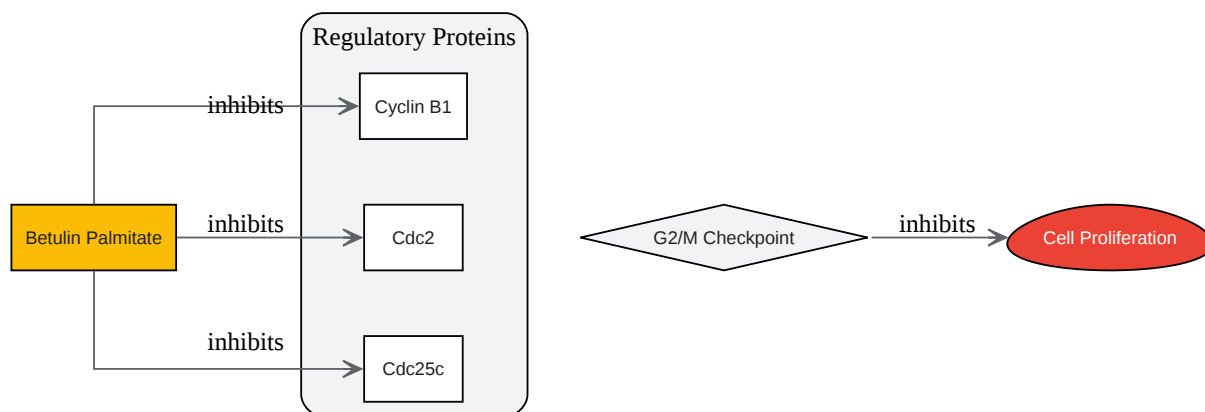 Regulatory Proteins
inhibits
Cyclin B1
Betulin Palmitate
inhibits
Cdc2
G2/M Checkpoint
inhibits
Cell Proliferation
inhibits
Cdc25c